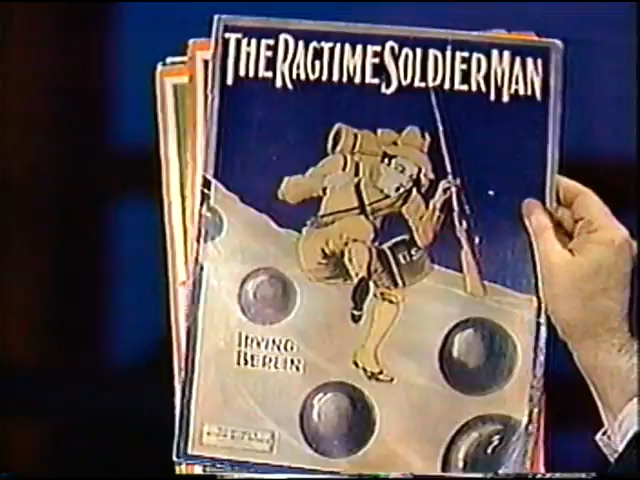 THE RAGTIME SOLDIER MAN
U.S.
IRVING
BERLIN